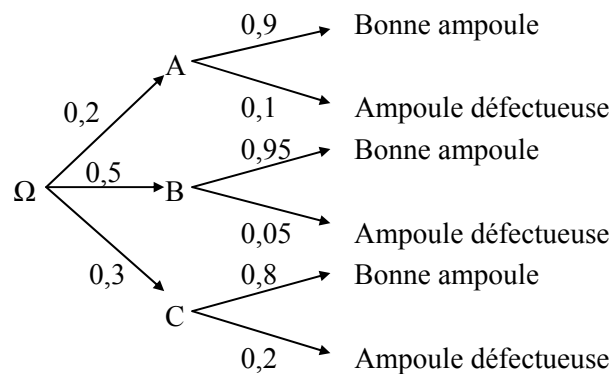 0,9 Bonne ampoule
A
0,2
0,1 Ampoule défectueuse
0,95 Bonne ampoule
Ω 0,5 B
0,05 Ampoule défectueuse
0,3
0,8 Bonne ampoule
C
0,2 Ampoule défectueuse